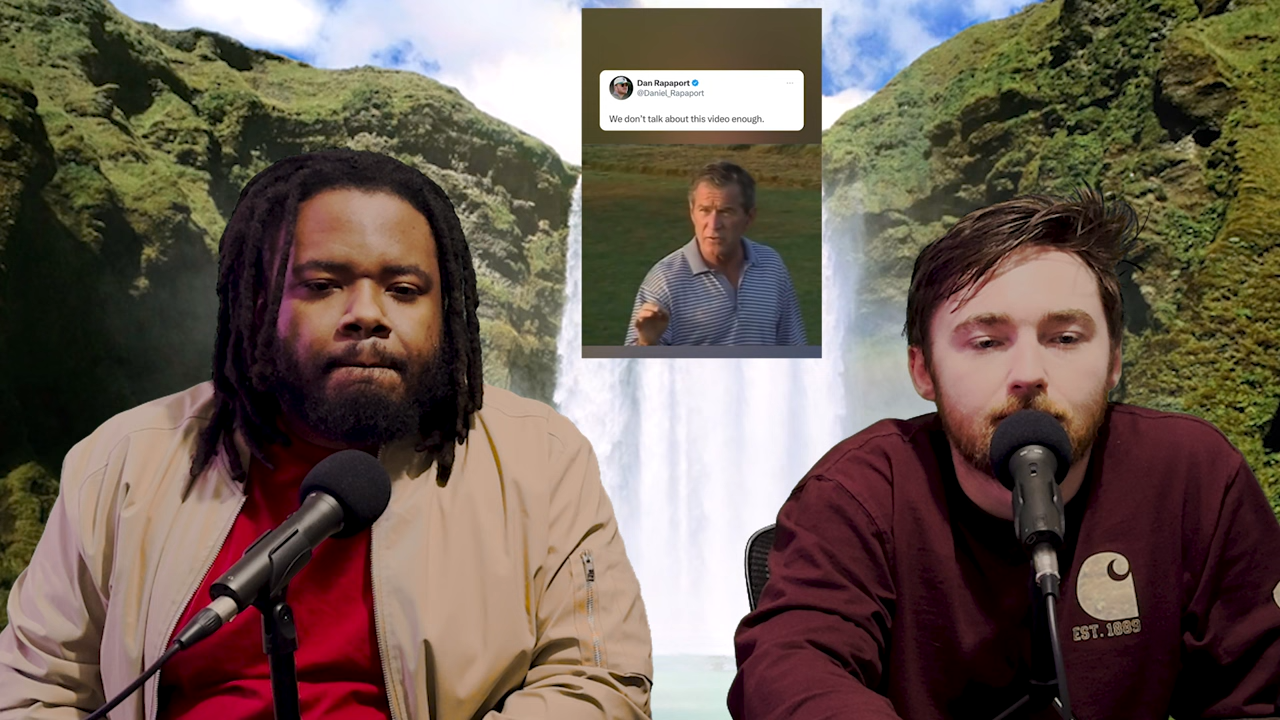 Dan Rapaport
@Daniel_Rapaport
We don't talk about this video enough.
EST. 1889